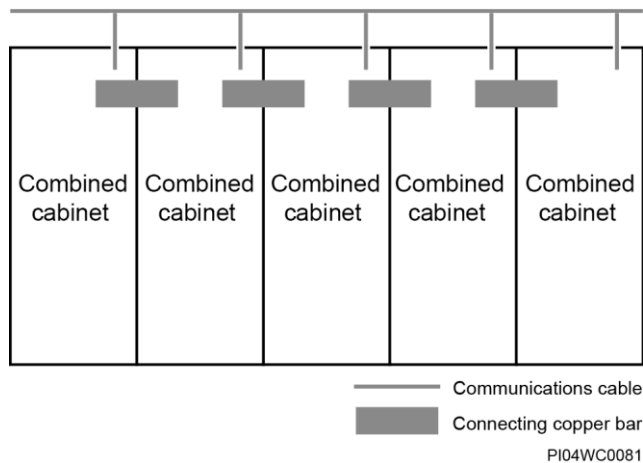 Combined Combined Combined Combined Combined
cabinet cabinet cabinet cabinet cabinet
Communications cable
Connecting copper bar
PI04WC0081